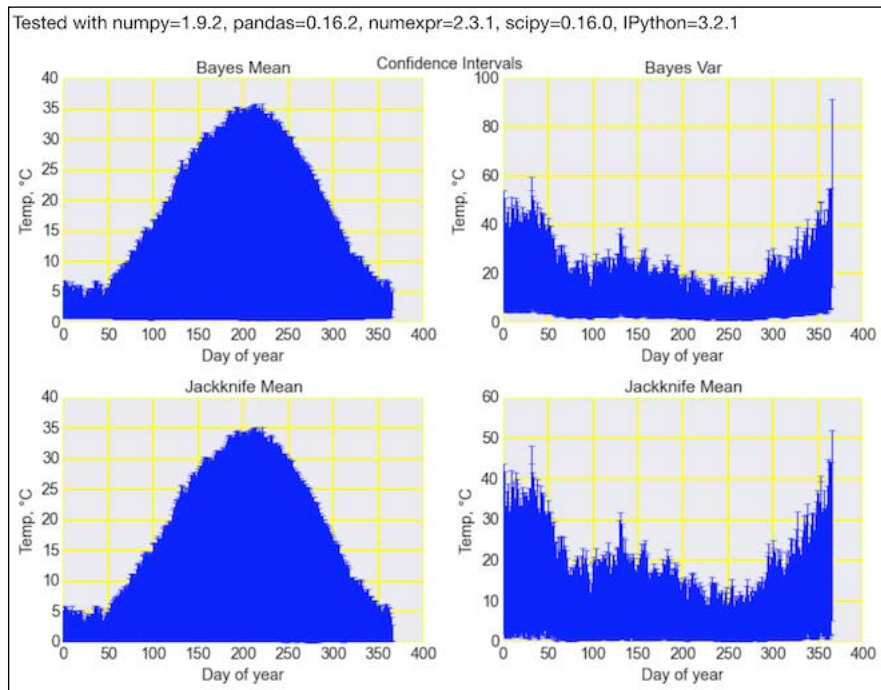 Tested with numpy=1.9.2, pandas=0.16.2, numexpr=2.3.1, scipy=0.16.0, IPython=3.2.1
Confidence Intervals
Bayes Mean
40
35
30
25
20
15
10
5
0
Temp, °C
0 50 100 150 200 250 300 350 400
Day of year
Bayes Var
100
80
60
40
20
0
Temp, °C
0 50 100 150 200 250 300 350 400
Day of year
Jackknife Mean
40
35
30
25
20
15
10
5
0
Temp, °C
0 50 100 150 200 250 300 350 400
Day of year
Jackknife Mean
60
50
40
30
20
10
0
Temp, °C
0 50 100 150 200 250 300 350 400
Day of year